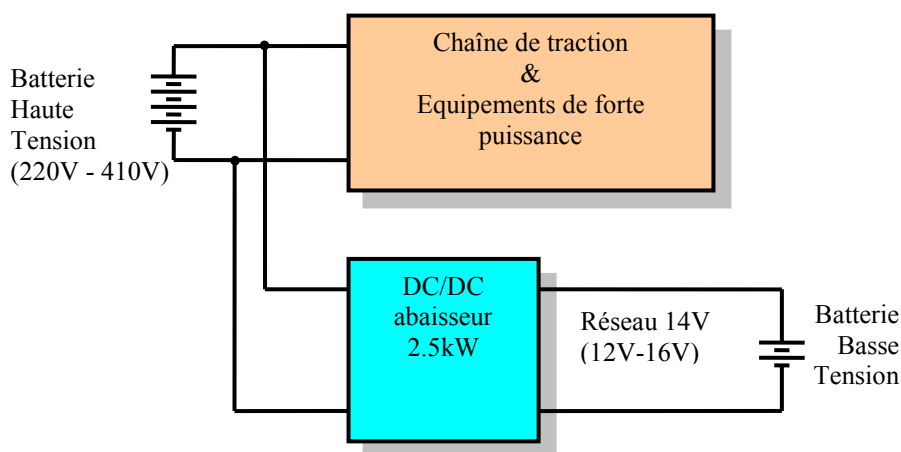 Batterie
Haute
Tension
(220V - 410V)
Chaîne de traction
&
Equipements de forte
puissance
DC/DC
abaisseur
2.5kW
Réseau 14V
(12V-16V)
Batterie
Basse
Tension